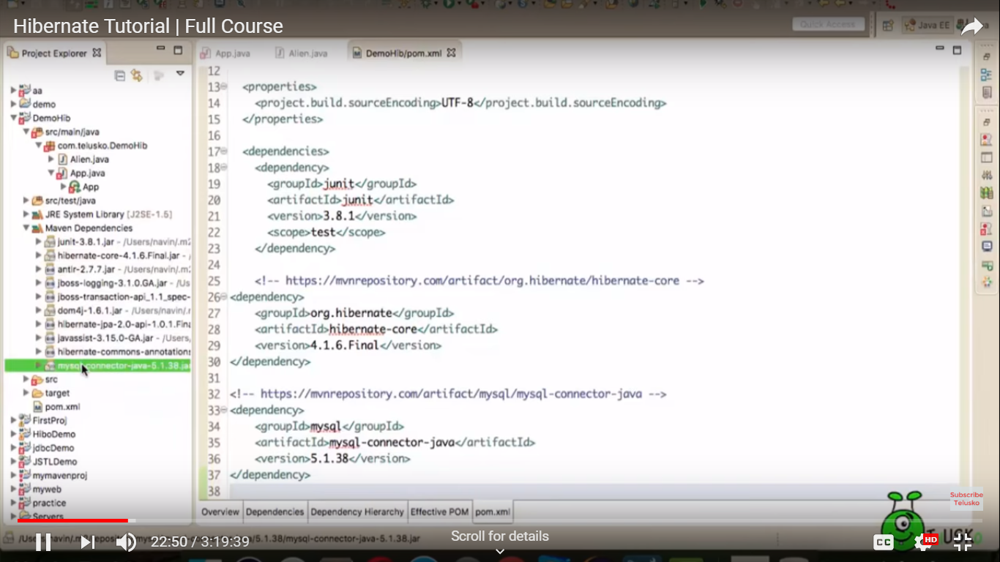 Hibernate Tutorial | Full Course
Quick Access
Java EE
Project Explorer
App.java
Alien.java
DemoHib/pom.xml
aa
demo
DemoHib
src/main/java
com.telusko.DemoHib
Alien.java
App.java
App
src/test/java
JRE System Library [J2SE-1.5]
Maven Dependencies
junit-3.8.1.jar - /Users/navin/.m2
hibernate-core-4.1.6.Final.jar - /
antlr-2.7.7.jar - /Users/navin/.m2
jboss-logging-3.1.0.GA.jar - /Us
jboss-transaction-api_1.1_spec-
dom4j-1.6.1.jar - /Users/navin/.
hibernate-jpa-2.0-api-1.0.1.Fina
javassist-3.15.0-GA.jar - /Users,
hibernate-commons-annotations
mysql-connector-java-5.1.38.jar
src
target
pom.xml
FirstProj
HiboDemo
jdbcDemo
JSTLDemo
mymavenproj
myweb
practice
Servers
12
13 <properties>
14 <project.build.sourceEncoding>UTF-8</project.build.sourceEncoding>
15 </properties>
16
17 <dependencies>
18 <dependency>
19 <groupId>junit</groupId>
20 <artifactId>junit</artifactId>
21 <version>3.8.1</version>
22 <scope>test</scope>
23 </dependency>
24
25 <!-- https://mvnrepository.com/artifact/org.hibernate/hibernate-core -->
26 <dependency>
27 <groupId>org.hibernate</groupId>
28 <artifactId>hibernate-core</artifactId>
29 <version>4.1.6.Final</version>
30 </dependency>
31
32 <!-- https://mvnrepository.com/artifact/mysql/mysql-connector-java -->
33 <dependency>
34 <groupId>mysql</groupId>
35 <artifactId>mysql-connector-java</artifactId>
36 <version>5.1.38</version>
37 </dependency>
38
Overview
Dependencies
Dependency Hierarchy
Effective POM
pom.xml
Subscribe
Telusko
22:50 / 3:19:39
/5.1.38/mysql-connector-java-5.1.38.jar
Scroll for details
CC
HD